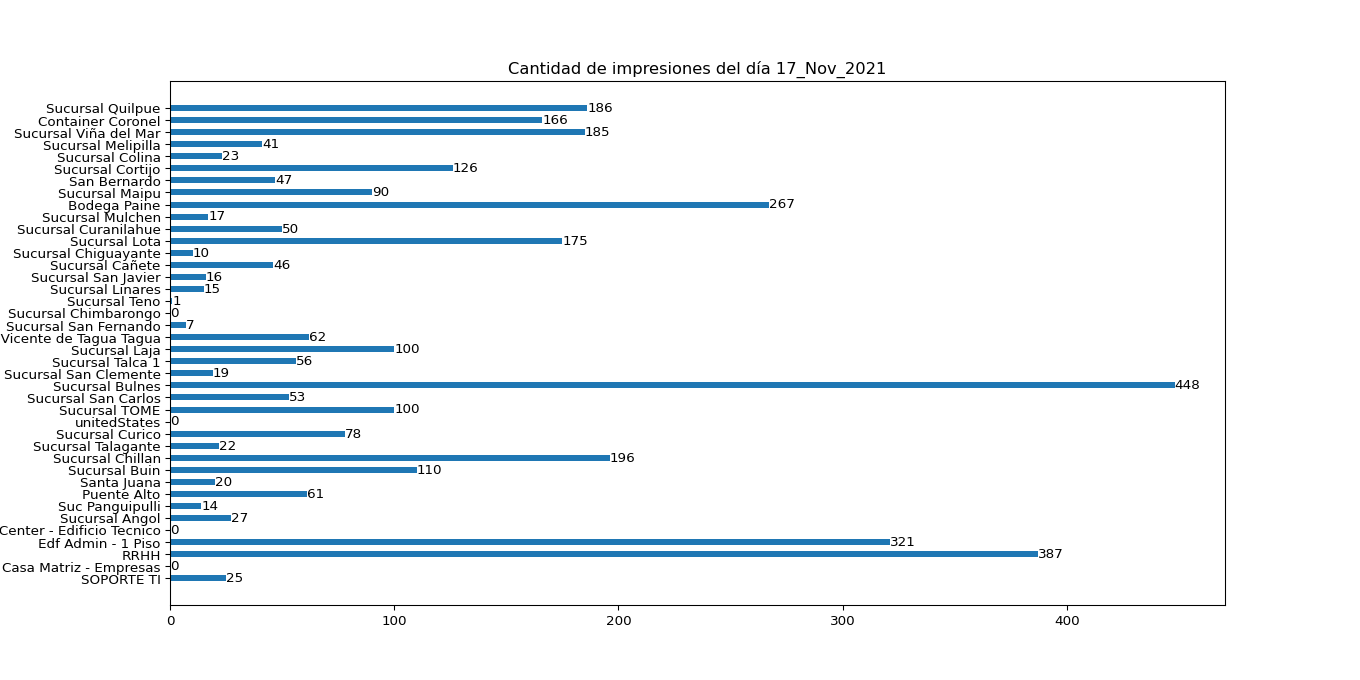 Cantidad de impresiones del día 17_Nov_2021
Sucursal Quilpue 186
Container Coronel 166
Sucursal Viña del Mar 185
Sucursal Melipilla 41
Sucursal Colina 23
Sucursal Cortijo 126
San Bernardo 47
Sucursal Maipu 90
Bodega Paine 267
Sucursal Mulchen 17
Sucursal Curanilahue 50
Sucursal Lota 175
Sucursal Chiguayante 10
Sucursal Cañete 46
Sucursal San Javier 16
Sucursal Linares 15
Sucursal Teno 1
Sucursal Chimbarongo 0
Sucursal San Fernando 7
Vicente de Tagua Tagua 62
Sucursal Laja 100
Sucursal Talca 1 56
Sucursal San Clemente 19
Sucursal Bulnes 448
Sucursal San Carlos 53
Sucursal TOME 100
unitedStates 0
Sucursal Curico 78
Sucursal Talagante 22
Sucursal Chillan 196
Sucursal Buin 110
Santa Juana 20
Puente Alto 61
Suc Panguipulli 14
Sucursal Angol 27
Center - Edificio Tecnico 0
Edf Admin - 1 Piso 321
RRHH 387
Casa Matriz - Empresas 0
SOPORTE TI 25
0 100 200 300 400